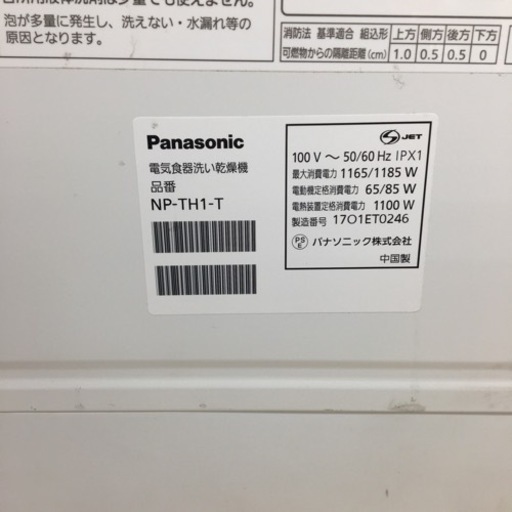 泡が多量に発生し、洗えない・水漏れ等の
原因となります。
消防法 基準適合 組込形 上方 側方 後方 下方
可燃物からの隔離距離(cm) 1.0 0.5 0.5 0
Panasonic
電気食器洗い乾燥機
品番
NP-TH1-T
S JET
100 V ～ 50/60 Hz IPX1
最大消費電力 1165/1185 W
電動機定格消費電力 65/85 W
電熱装置定格消費電力 1100 W
製造番号 17O1ET0246
PSE パナソニック株式会社
中国製